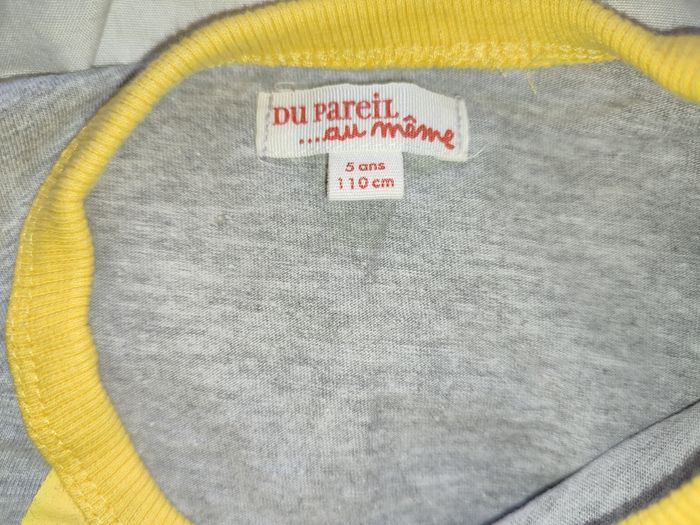 DU PAREIL
...au même
5 ans
110 cm